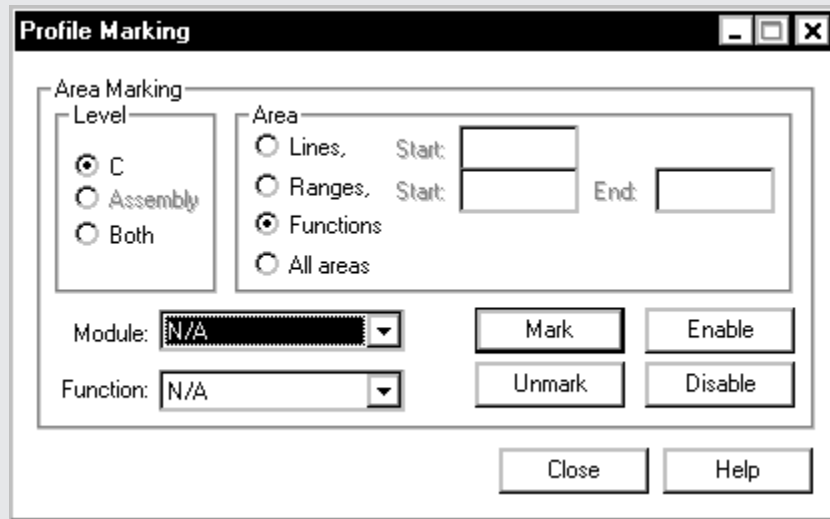 Profile Marking
Area Marking
Level
C
Assembly
Both
Area
Lines, Start:
Ranges, Start: End:
Functions
All areas
Module: N/A
Function: N/A
Mark Enable
Unmark Disable
Close Help